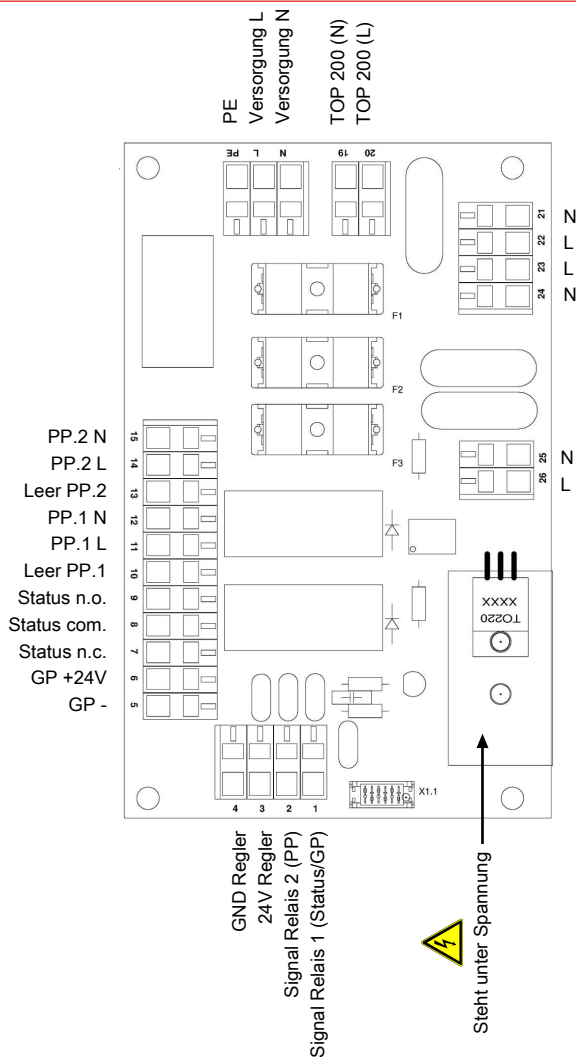 PE
Versorgung L
Versorgung N
TOP 200 (N)
TOP 200 (L)
PE
L
N
19
20
21 N
22 L
23 L
24 N
F1
F2
F3
PP.2 N 15
PP.2 L 14
Leer PP.2 13
PP.1 N 12
PP.1 L 11
Leer PP.1 10
Status n.o. 9
Status com. 8
Status n.c. 7
GP +24V 6
GP - 5
25 N
26 L
TO220
XXXX
X1.1
4
3
2
1
GND Regler
24V Regler
Signal Relais 2 (PP)
Signal Relais 1 (Status/GP)
Steht unter Spannung